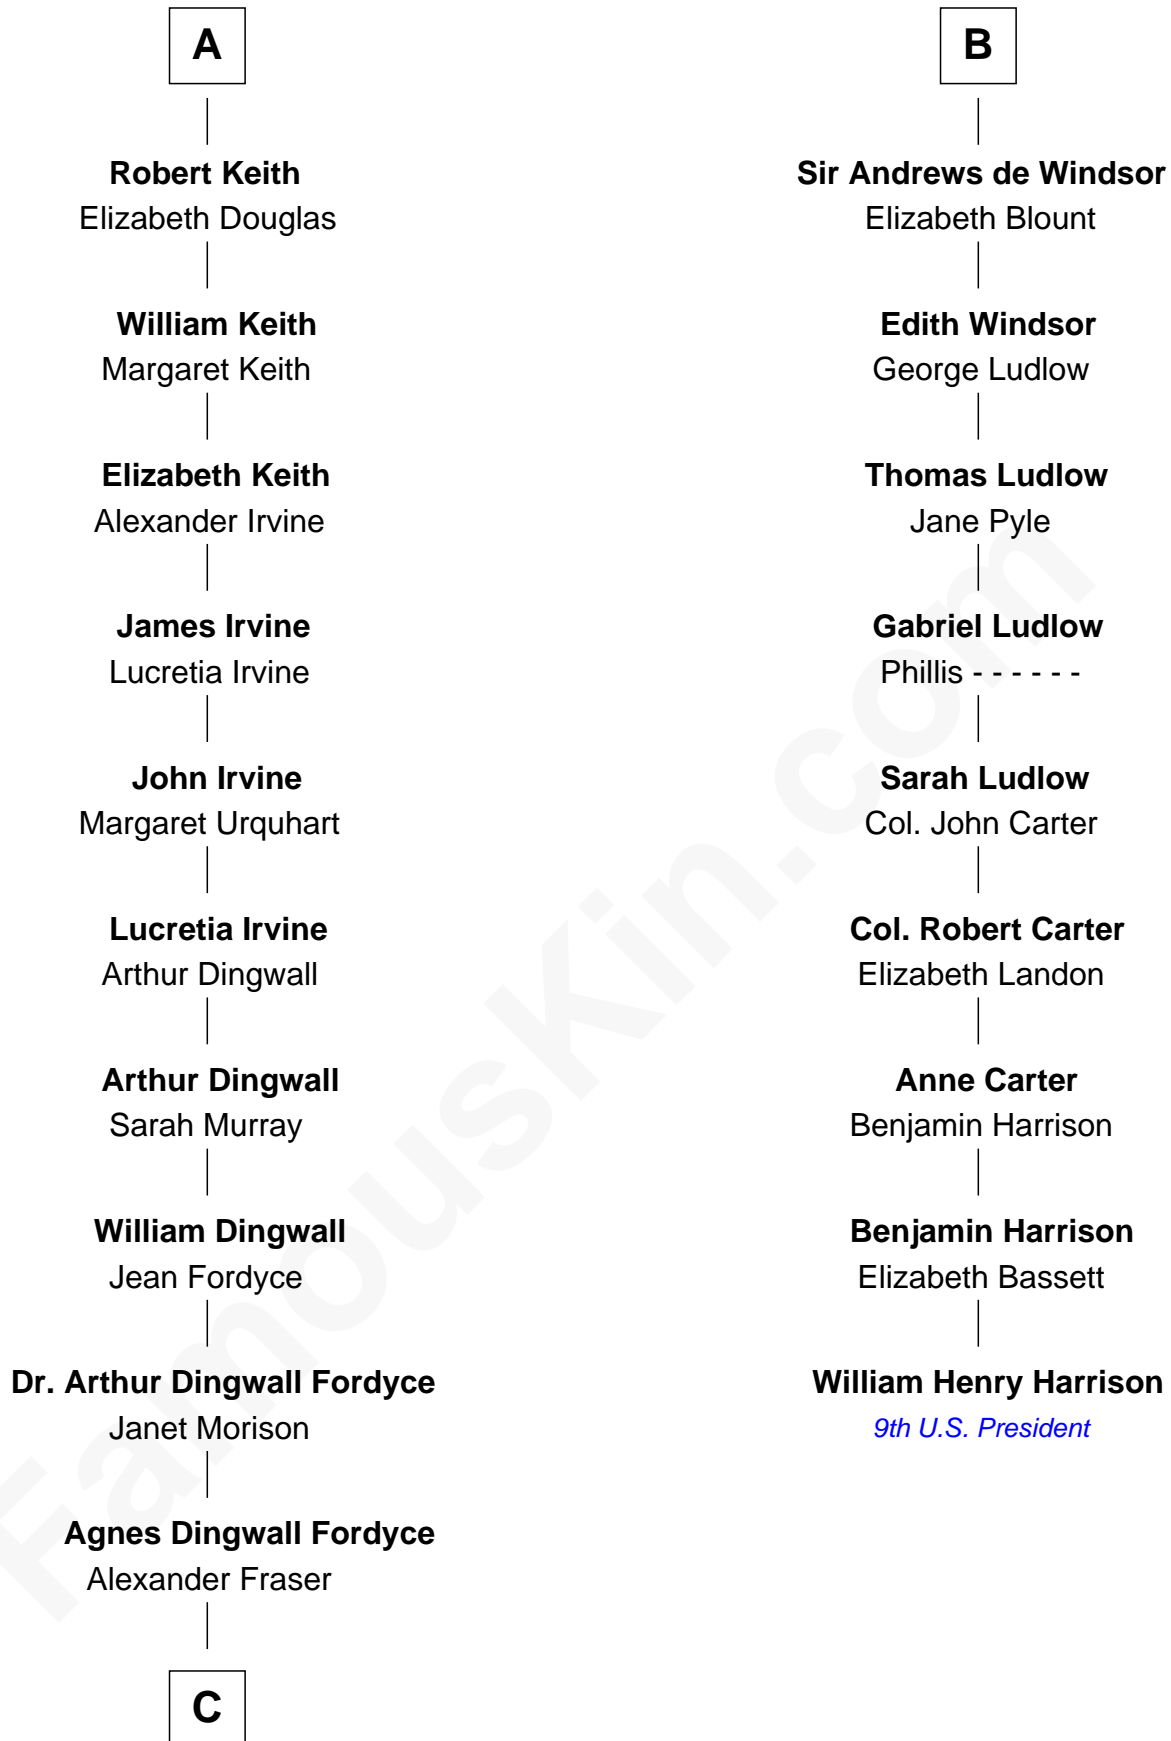 A
Robert Keith
Elizabeth Douglas
William Keith
Margaret Keith
Elizabeth Keith
Alexander Irvine
James Irvine
Lucretia Irvine
John Irvine
Margaret Urquhart
Lucretia Irvine
Arthur Dingwall
Arthur Dingwall
Sarah Murray
William Dingwall
Jean Fordyce
Dr. Arthur Dingwall Fordyce
Janet Morison
Agnes Dingwall Fordyce
Alexander Fraser
C
B
Sir Andrews de Windsor
Elizabeth Blount
Edith Windsor
George Ludlow
Thomas Ludlow
Jane Pyle
Gabriel Ludlow
Phillis - - - - - -
Sarah Ludlow
Col. John Carter
Col. Robert Carter
Elizabeth Landon
Anne Carter
Benjamin Harrison
Benjamin Harrison
Elizabeth Bassett
William Henry Harrison
9th U.S. President
FamousKin.com